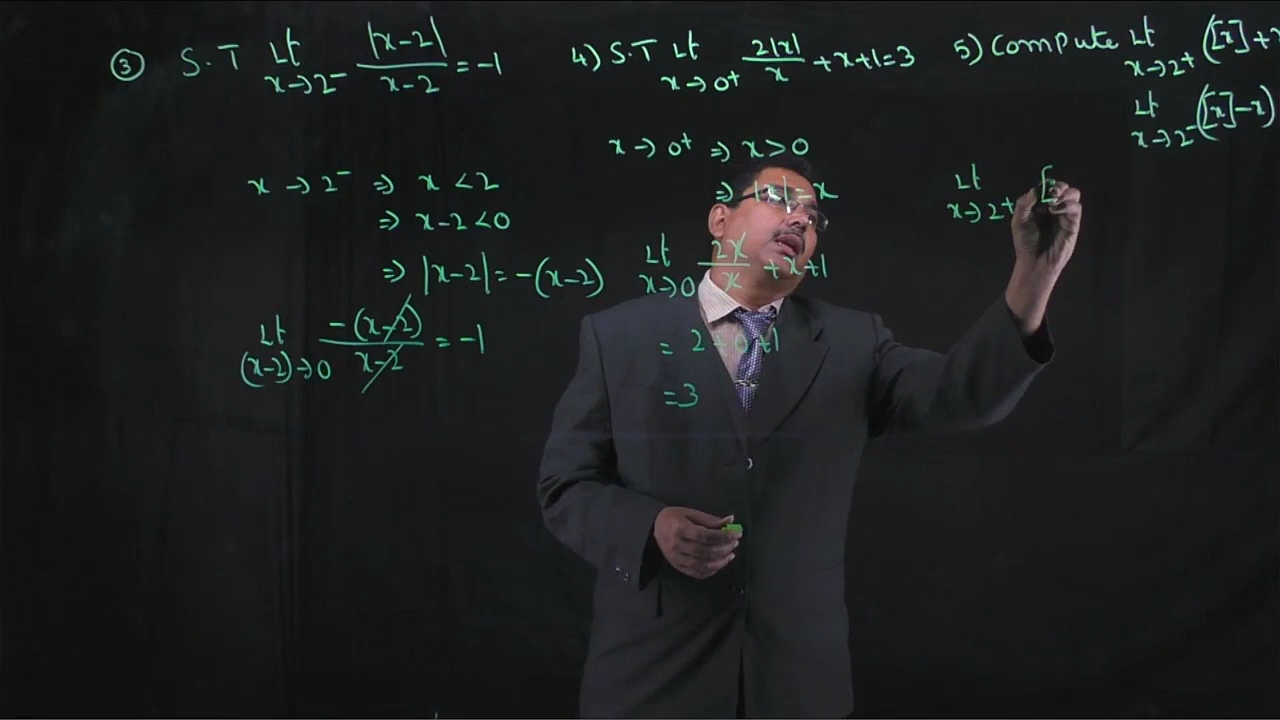 ③ S.T Lt x→2⁻ |x-2|/(x-2) = -1
x→2⁻ ⇒ x<2
⇒ x-2<0
⇒ |x-2| = -(x-2)
Lt (x-2)→0 -(x-2)/(x-2) = -1
4) S.T Lt x→0⁺ 2|x|/x +x+1=3
x→0⁺ ⇒ x>0
⇒ |x| = x
Lt x→0 2x/x +x+1
= 2+0+1
=3
5) Compute Lt x→2⁺ ([x]+
Lt x→2⁻ ([x]-x)
Lt x→2⁺ [